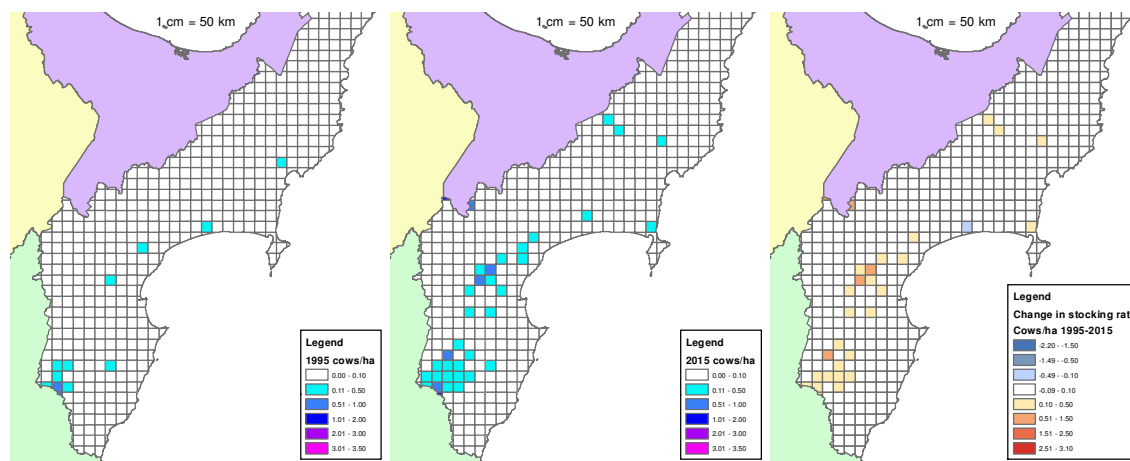 1 cm = 50 km
Legend
1995 cows/ha
0.00 - 0.10
0.11 - 0.50
0.51 - 1.00
1.01 - 2.00
2.01 - 3.00
3.01 - 3.50
1 cm = 50 km
Legend
2015 cows/ha
0.00 - 0.10
0.11 - 0.50
0.51 - 1.00
1.01 - 2.00
2.01 - 3.00
3.01 - 3.50
1 cm = 50 km
Legend
Change in stocking rat
Cows/ha 1995-2015
-2.20 - -1.50
-1.49 - -0.50
-0.49 - -0.10
-0.09 - 0.10
0.10 - 0.50
0.51 - 1.50
1.51 - 2.50
2.51 - 3.10